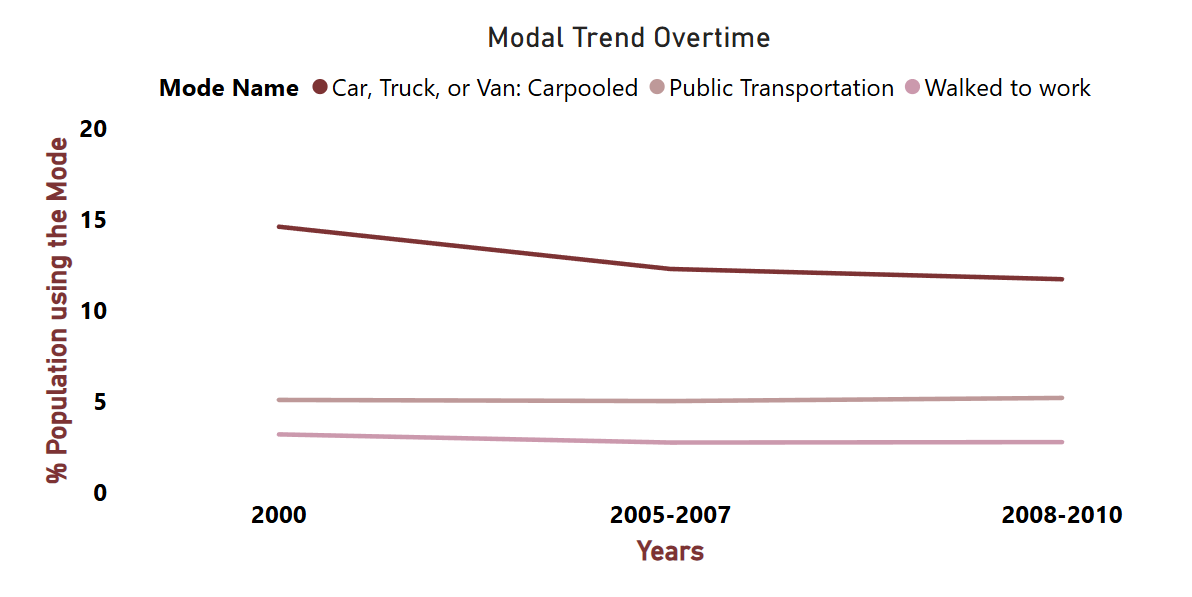 Modal Trend Overtime
Mode Name Car, Truck, or Van: Carpooled Public Transportation Walked to work
% Population using the Mode
20
15
10
5
0
2000 2005-2007 2008-2010
Years